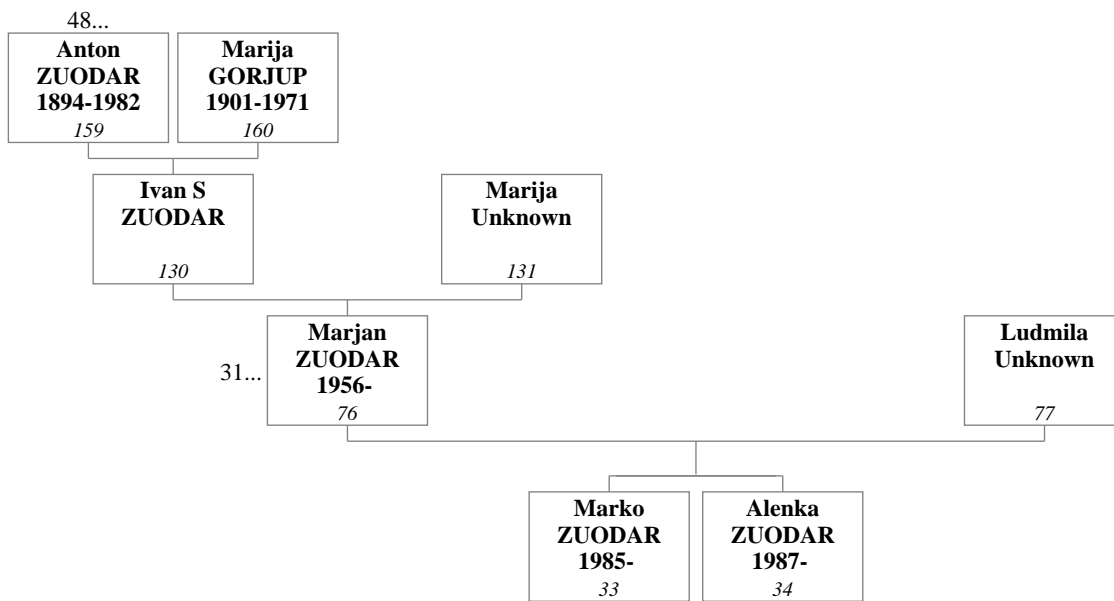 48...
Anton
ZUODAR
1894-1982
159
Marija
GORJUP
1901-1971
160
Ivan S
ZUODAR
130
Marija
Unknown
131
31...
Marjan
ZUODAR
1956-
76
Ludmila
Unknown
77
Marko
ZUODAR
1985-
33
Alenka
ZUODAR
1987-
34